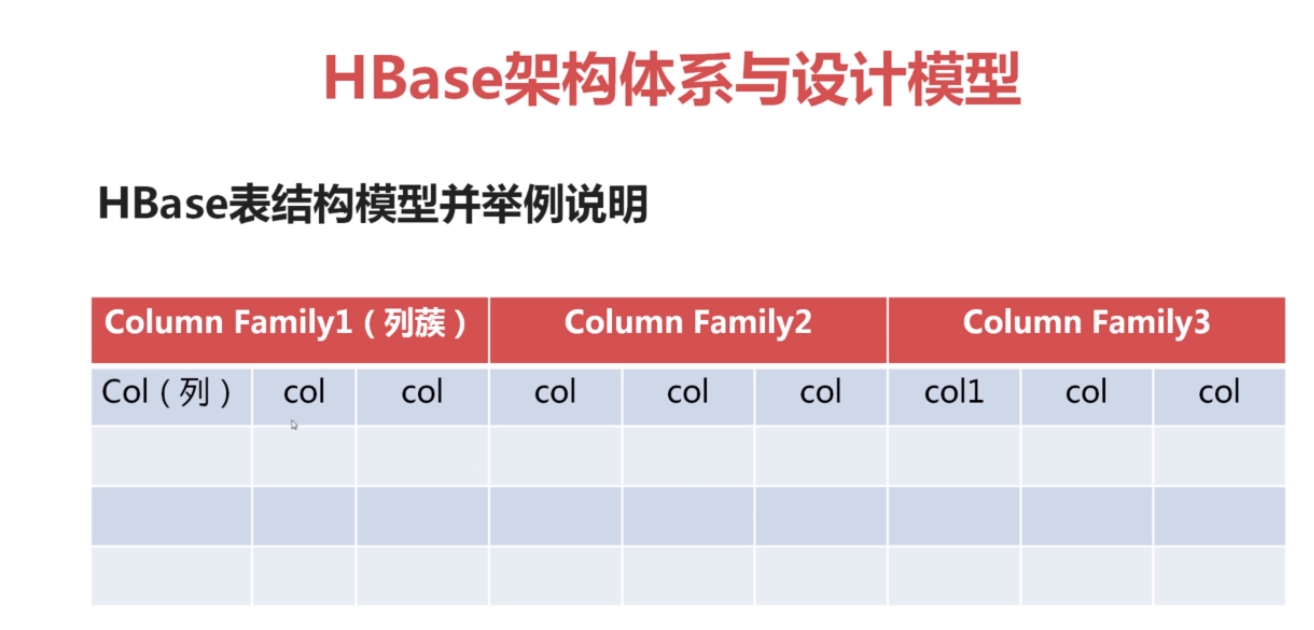 HBase架构体系与设计模型
HBase表结构模型并举例说明
Column Family1（列蔟） Column Family2 Column Family3
Col（列） col col col col col col1 col col